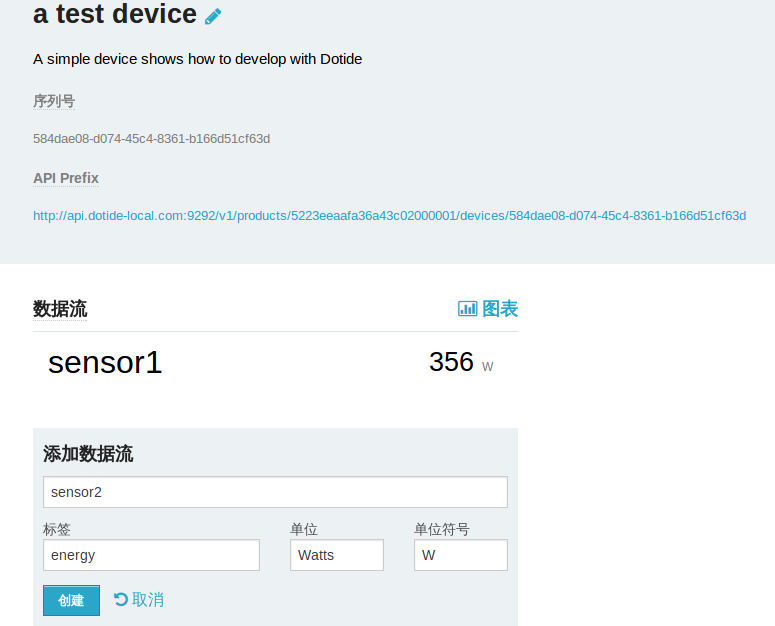 a test device
A simple device shows how to develop with Dotide
序列号
584dae08-d074-45c4-8361-b166d51cf63d
API Prefix
http://api.dotide-local.com:9292/v1/products/5223eeaafa36a43c02000001/devices/584dae08-d074-45c4-8361-b166d51cf63d
数据流 图表
sensor1 356 W
添加数据流
sensor2
标签 单位 单位符号
energy Watts W
创建 取消